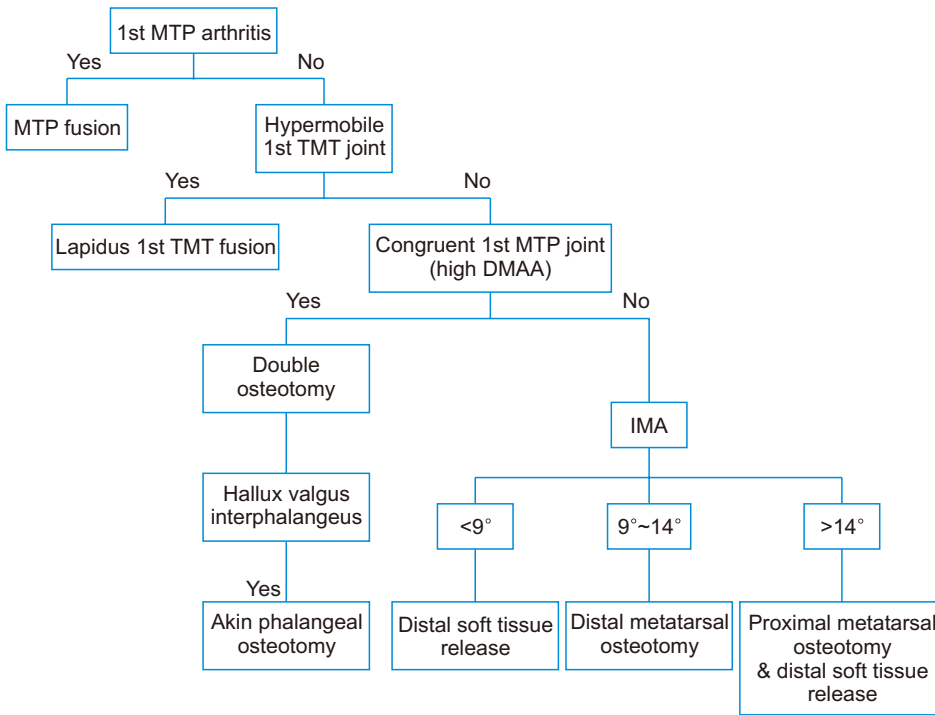 1st MTP arthritis
Yes
No
MTP fusion
Hypermobile
1st TMT joint
Yes
No
Lapidus 1st TMT fusion
Congruent 1st MTP joint
(high DMAA)
Yes
No
Double
osteotomy
IMA
Hallux valgus
interphalangeus
<9°
9°~14°
>14°
Yes
Akin phalangeal
osteotomy
Distal soft tissue
release
Distal metatarsal
osteotomy
Proximal metatarsal
osteotomy
& distal soft tissue
release